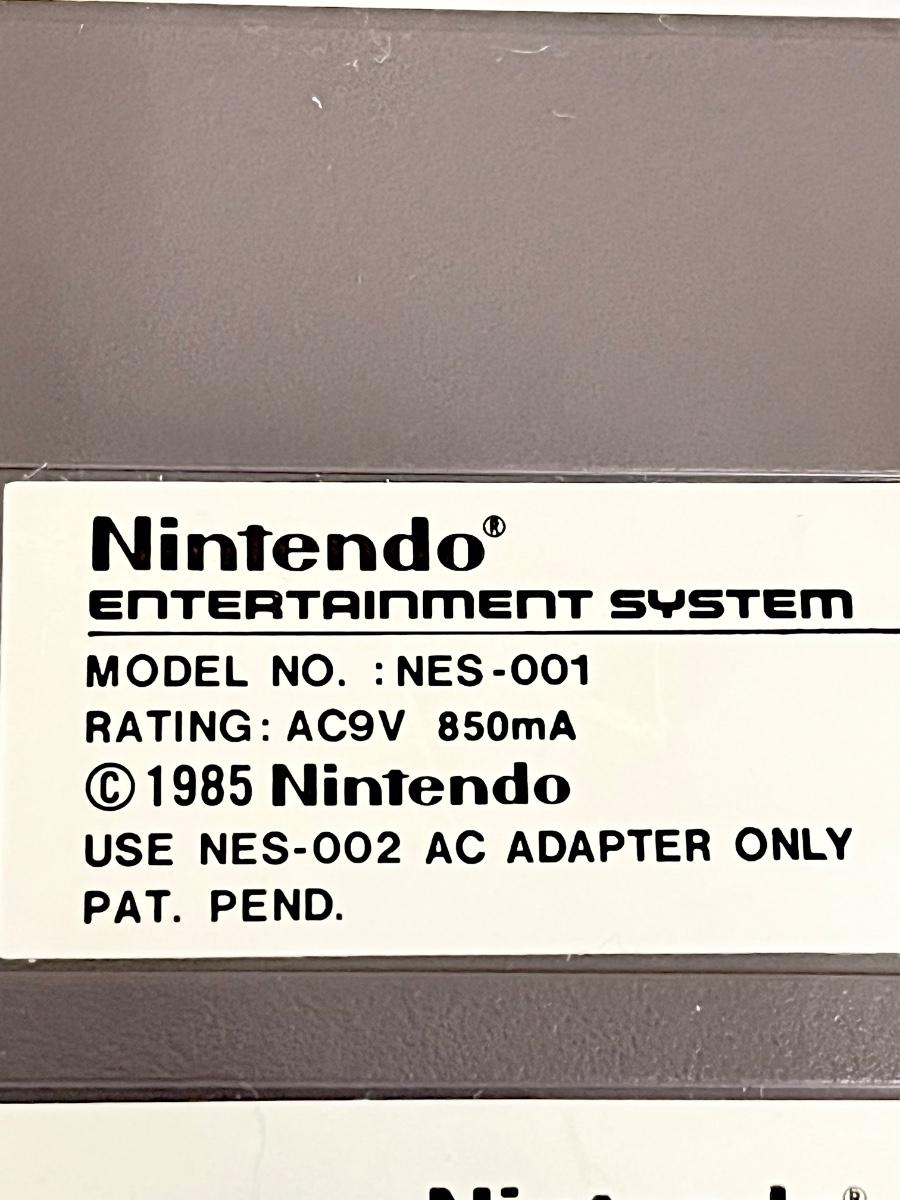 Nintendo®
ENTERTAINMENT SYSTEM
MODEL NO. : NES-001
RATING: AC9V 850mA
©1985 Nintendo
USE NES-002 AC ADAPTER ONLY
PAT. PEND.
Nintendo®